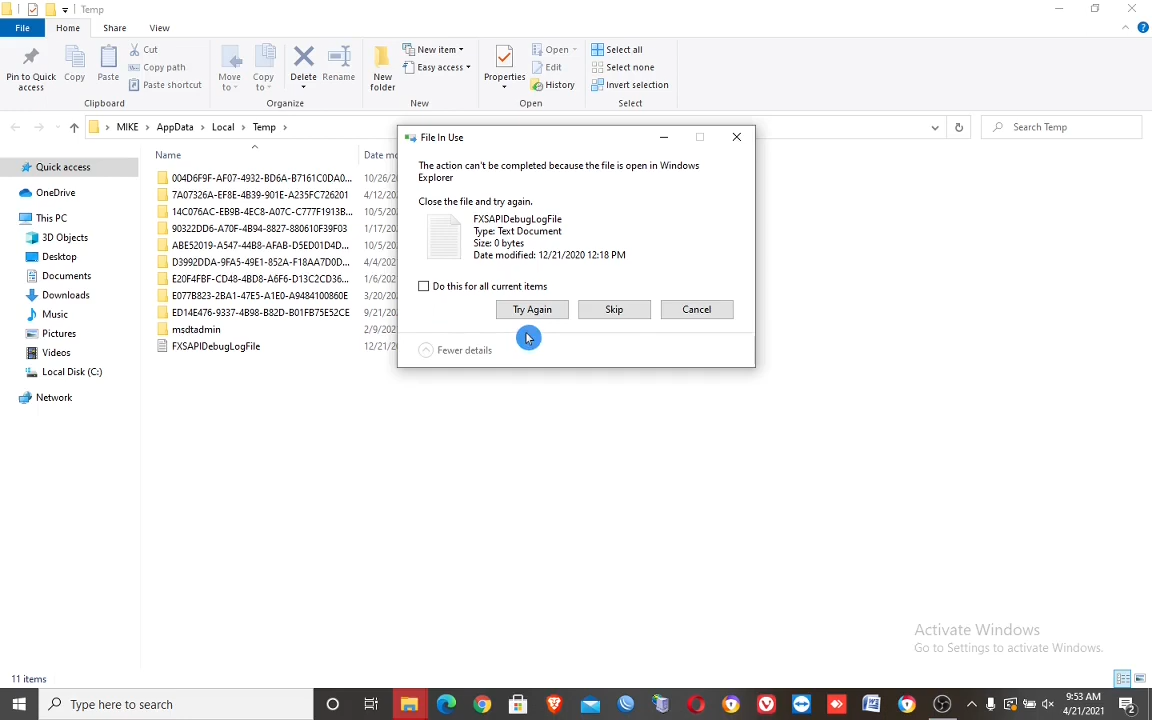 Temp
File Home Share View
Pin to Quick access
Copy
Paste
Cut
Copy path
Paste shortcut
Clipboard
Move to
Copy to
Delete
Rename
Organize
New folder
New item
Easy access
New
Properties
Open
Edit
History
Open
Select all
Select none
Invert selection
Select
MIKE > AppData > Local > Temp >
Search Temp
Quick access
OneDrive
This PC
3D Objects
Desktop
Documents
Downloads
Music
Pictures
Videos
Local Disk (C:)
Network
Name Date mo
004D6F9F-AF07-4932-BD6A-B7161C0DA0... 10/26/2
7A07326A-EF8E-4B39-901E-A235FC726201 4/12/20
14C076AC-EB9B-4EC8-A07C-C777F1913B... 10/5/20
90322DD6-A70F-4B94-8827-880610F39F03 1/17/20
ABE52019-A547-44B8-AFAB-D5ED01D4D... 10/5/20
D3992DDA-9FA5-49E1-852A-F18AA7D0D... 4/4/202
E20F4FBF-CD48-4BD8-A6F6-D13C2CD36... 1/6/202
E077B823-2BA1-47E5-A1E0-A9484100860E 3/20/20
ED14E476-9337-4B98-B82D-B01FB75E52CE 9/21/20
msdtadmin 2/9/202
FXSAPIDebugLogFile 12/21/2
File In Use
The action can't be completed because the file is open in Windows
Explorer
Close the file and try again.
FXSAPIDebugLogFile
Type: Text Document
Size: 0 bytes
Date modified: 12/21/2020 12:18 PM
Do this for all current items
Try Again Skip Cancel
Fewer details
Activate Windows
Go to Settings to activate Windows.
11 items
Type here to search
9:53 AM
4/21/2021
2